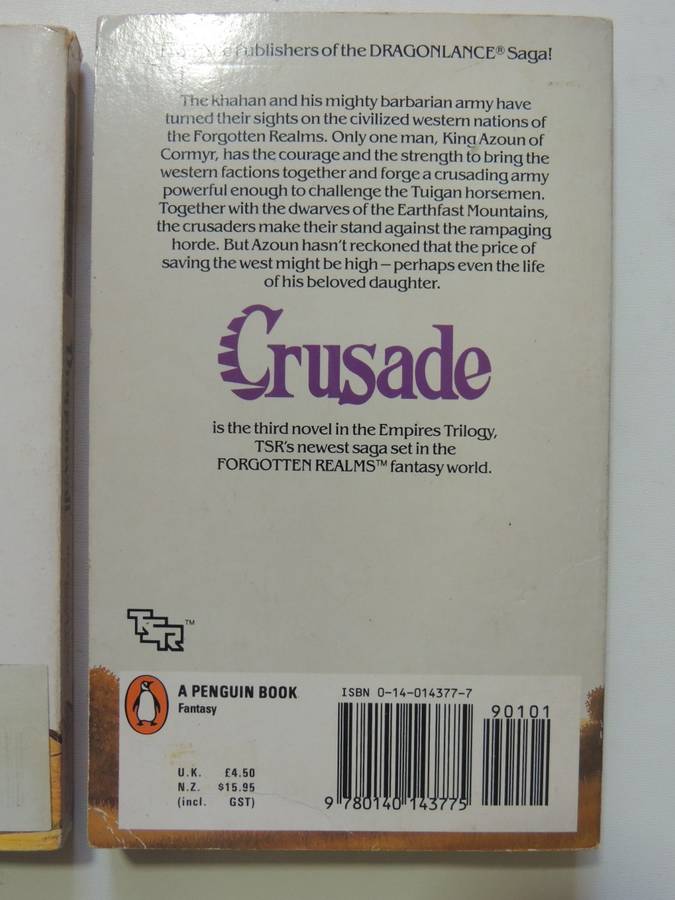 Publishers of the DRAGONLANCE® Saga!
The khahan and his mighty barbarian army have
turned their sights on the civilized western nations of
the Forgotten Realms. Only one man, King Azoun of
Cormyr, has the courage and the strength to bring the
western factions together and forge a crusading army
powerful enough to challenge the Tuigan horsemen.
Together with the dwarves of the Earthfast Mountains,
the crusaders make their stand against the rampaging
horde. But Azoun hasn't reckoned that the price of
saving the west might be high – perhaps even the life
of his beloved daughter.
Crusade
is the third novel in the Empires Trilogy,
TSR's newest saga set in the
FORGOTTEN REALMS™ fantasy world.
TSR™
A PENGUIN BOOK
Fantasy
ISBN 0-14-014377-7
90101
U.K. £4.50
N.Z. $15.95
(incl. GST)
9 780140 143775